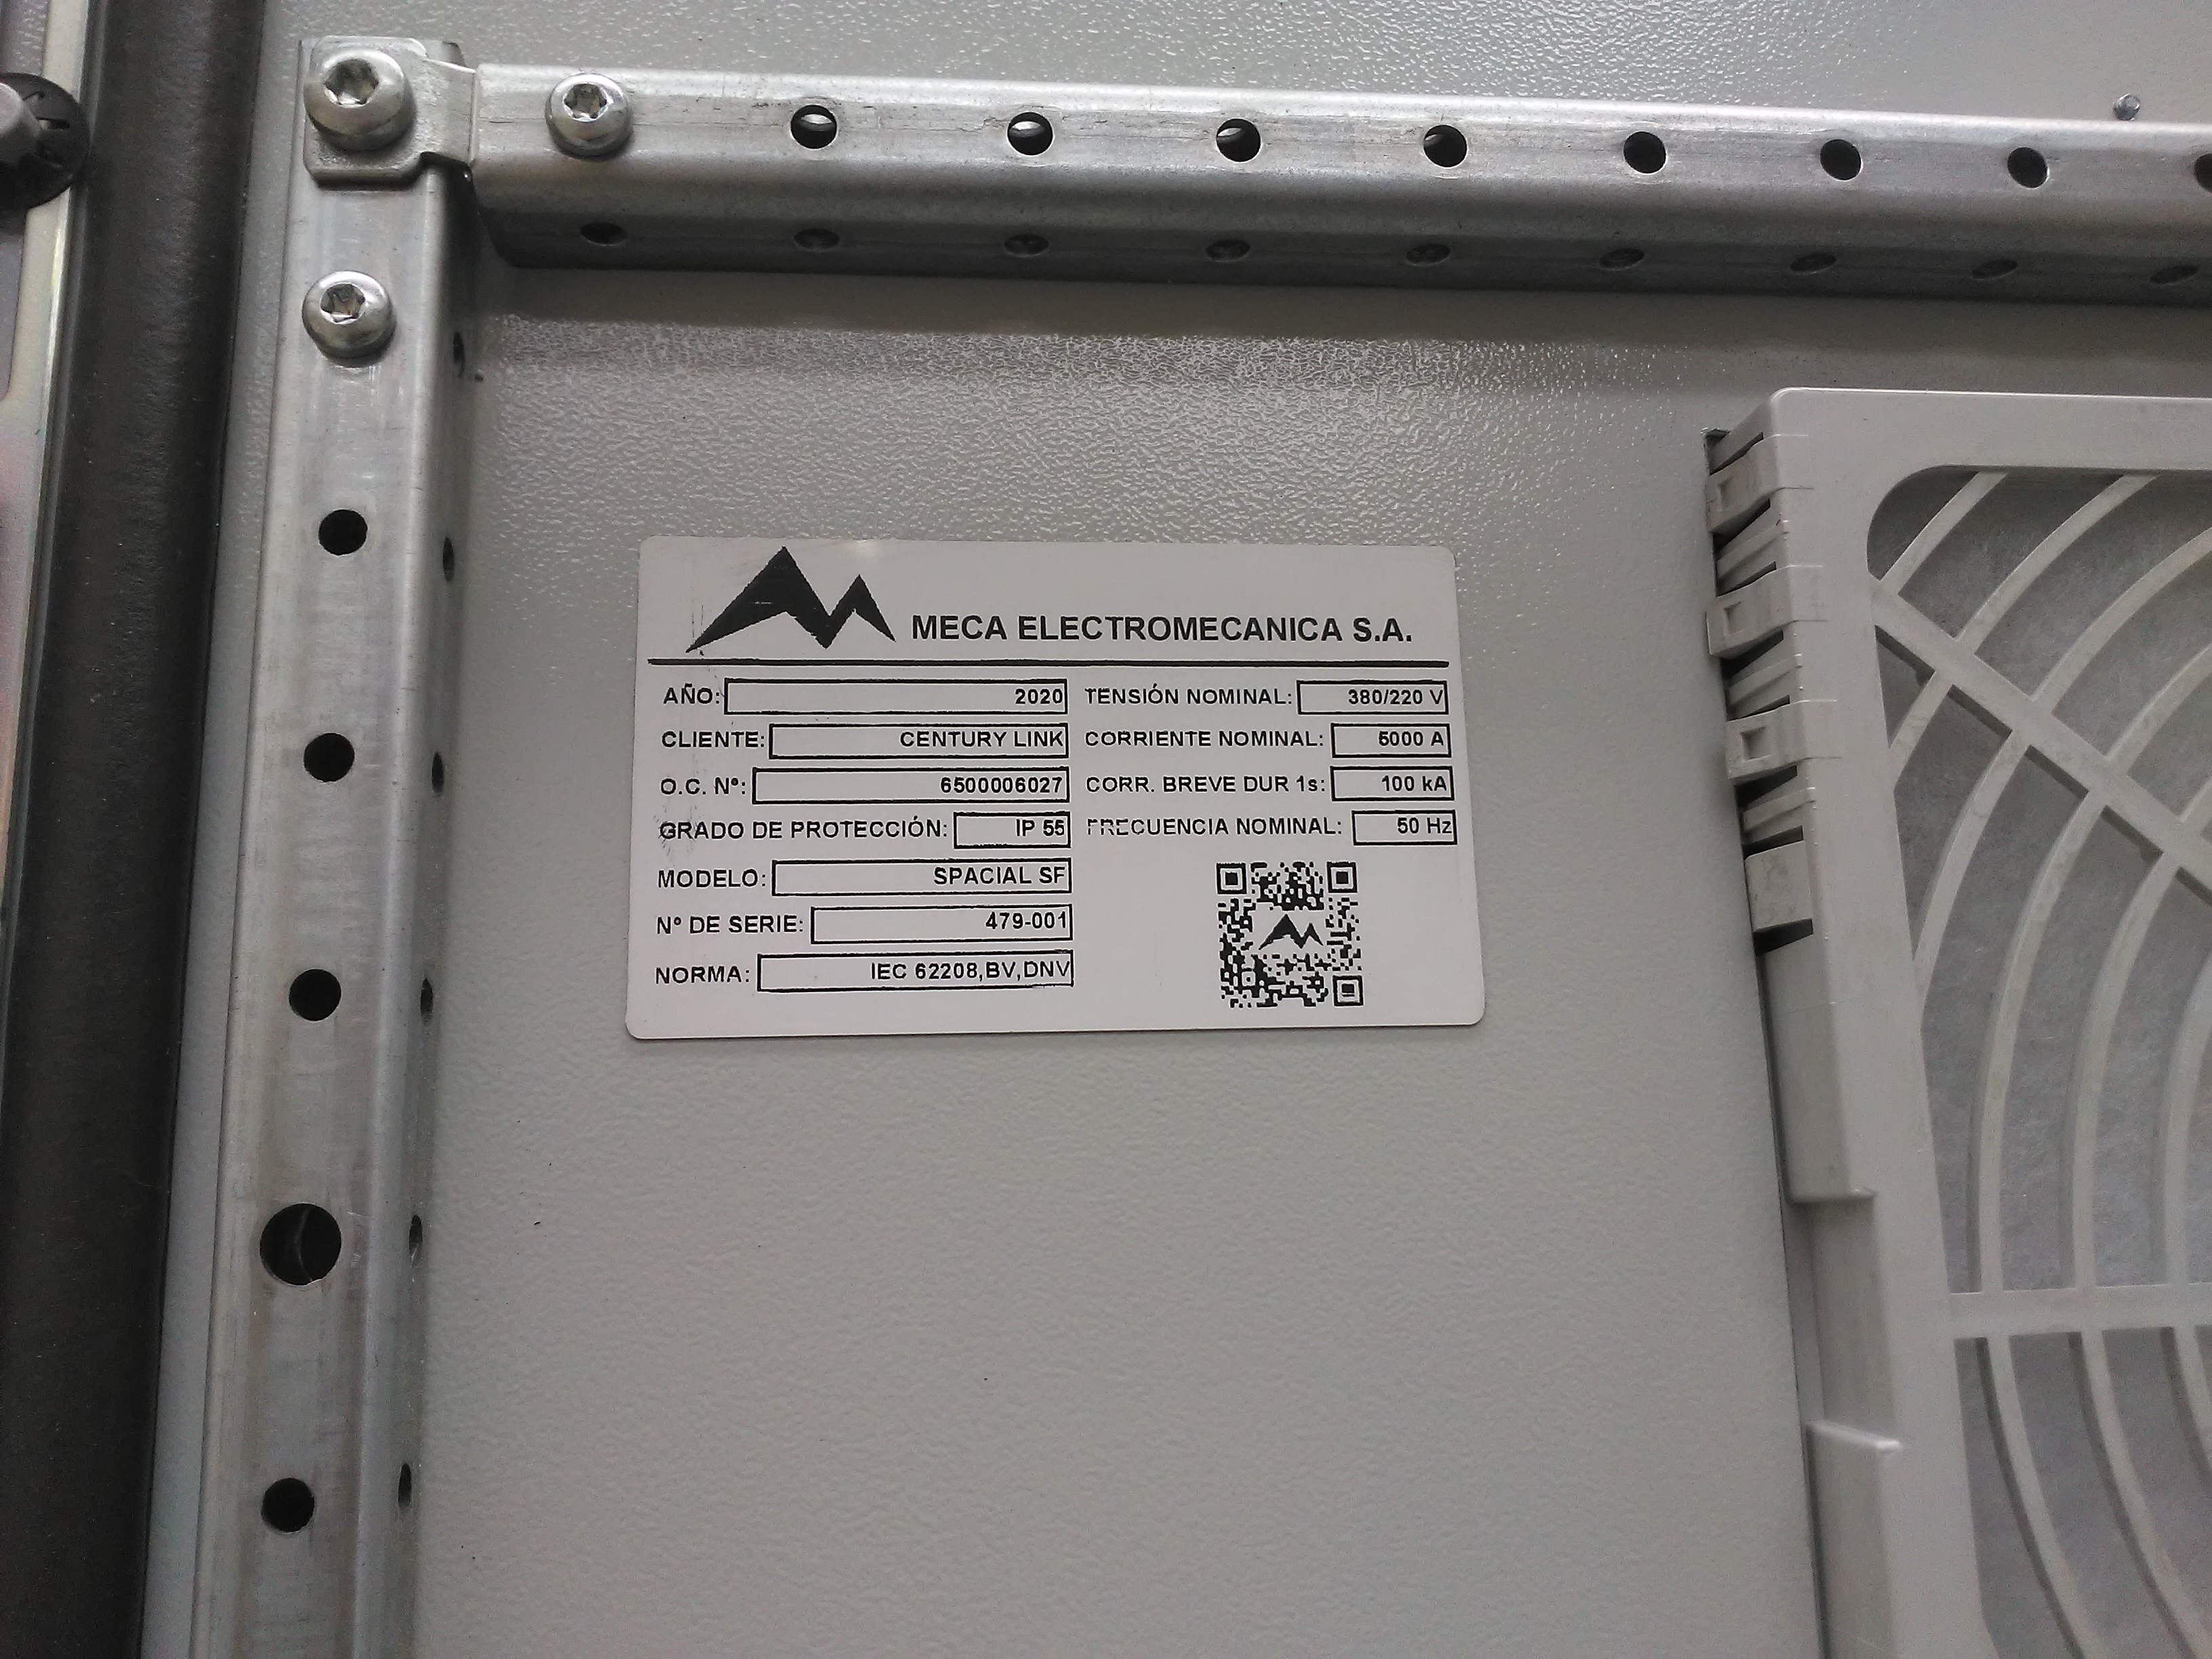 MECA ELECTROMECANICA S.A.
AÑO: 2020
CLIENTE: CENTURY LINK
O.C. Nº: 6500006027
GRADO DE PROTECCIÓN: IP 55
MODELO: SPACIAL SF
Nº DE SERIE: 479-001
NORMA: IEC 62208,BV,DNV
TENSIÓN NOMINAL: 380/220 V
CORRIENTE NOMINAL: 5000 A
CORR. BREVE DUR 1s: 100 kA
FRECUENCIA NOMINAL: 50 Hz